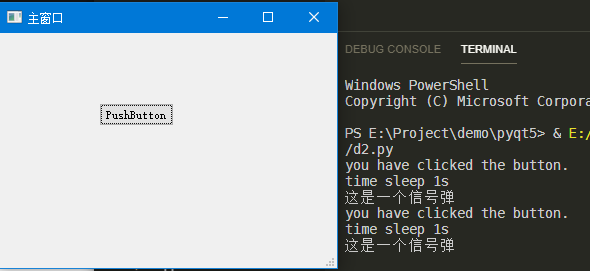 主窗口
PushButton
DEBUG CONSOLE TERMINAL
Windows PowerShell
Copyright (C) Microsoft Corpora
PS E:\Project\demo\pyqt5> & E:/
/d2.py
you have clicked the button.
time sleep 1s
这是一个信号弹
you have clicked the button.
time sleep 1s
这是一个信号弹